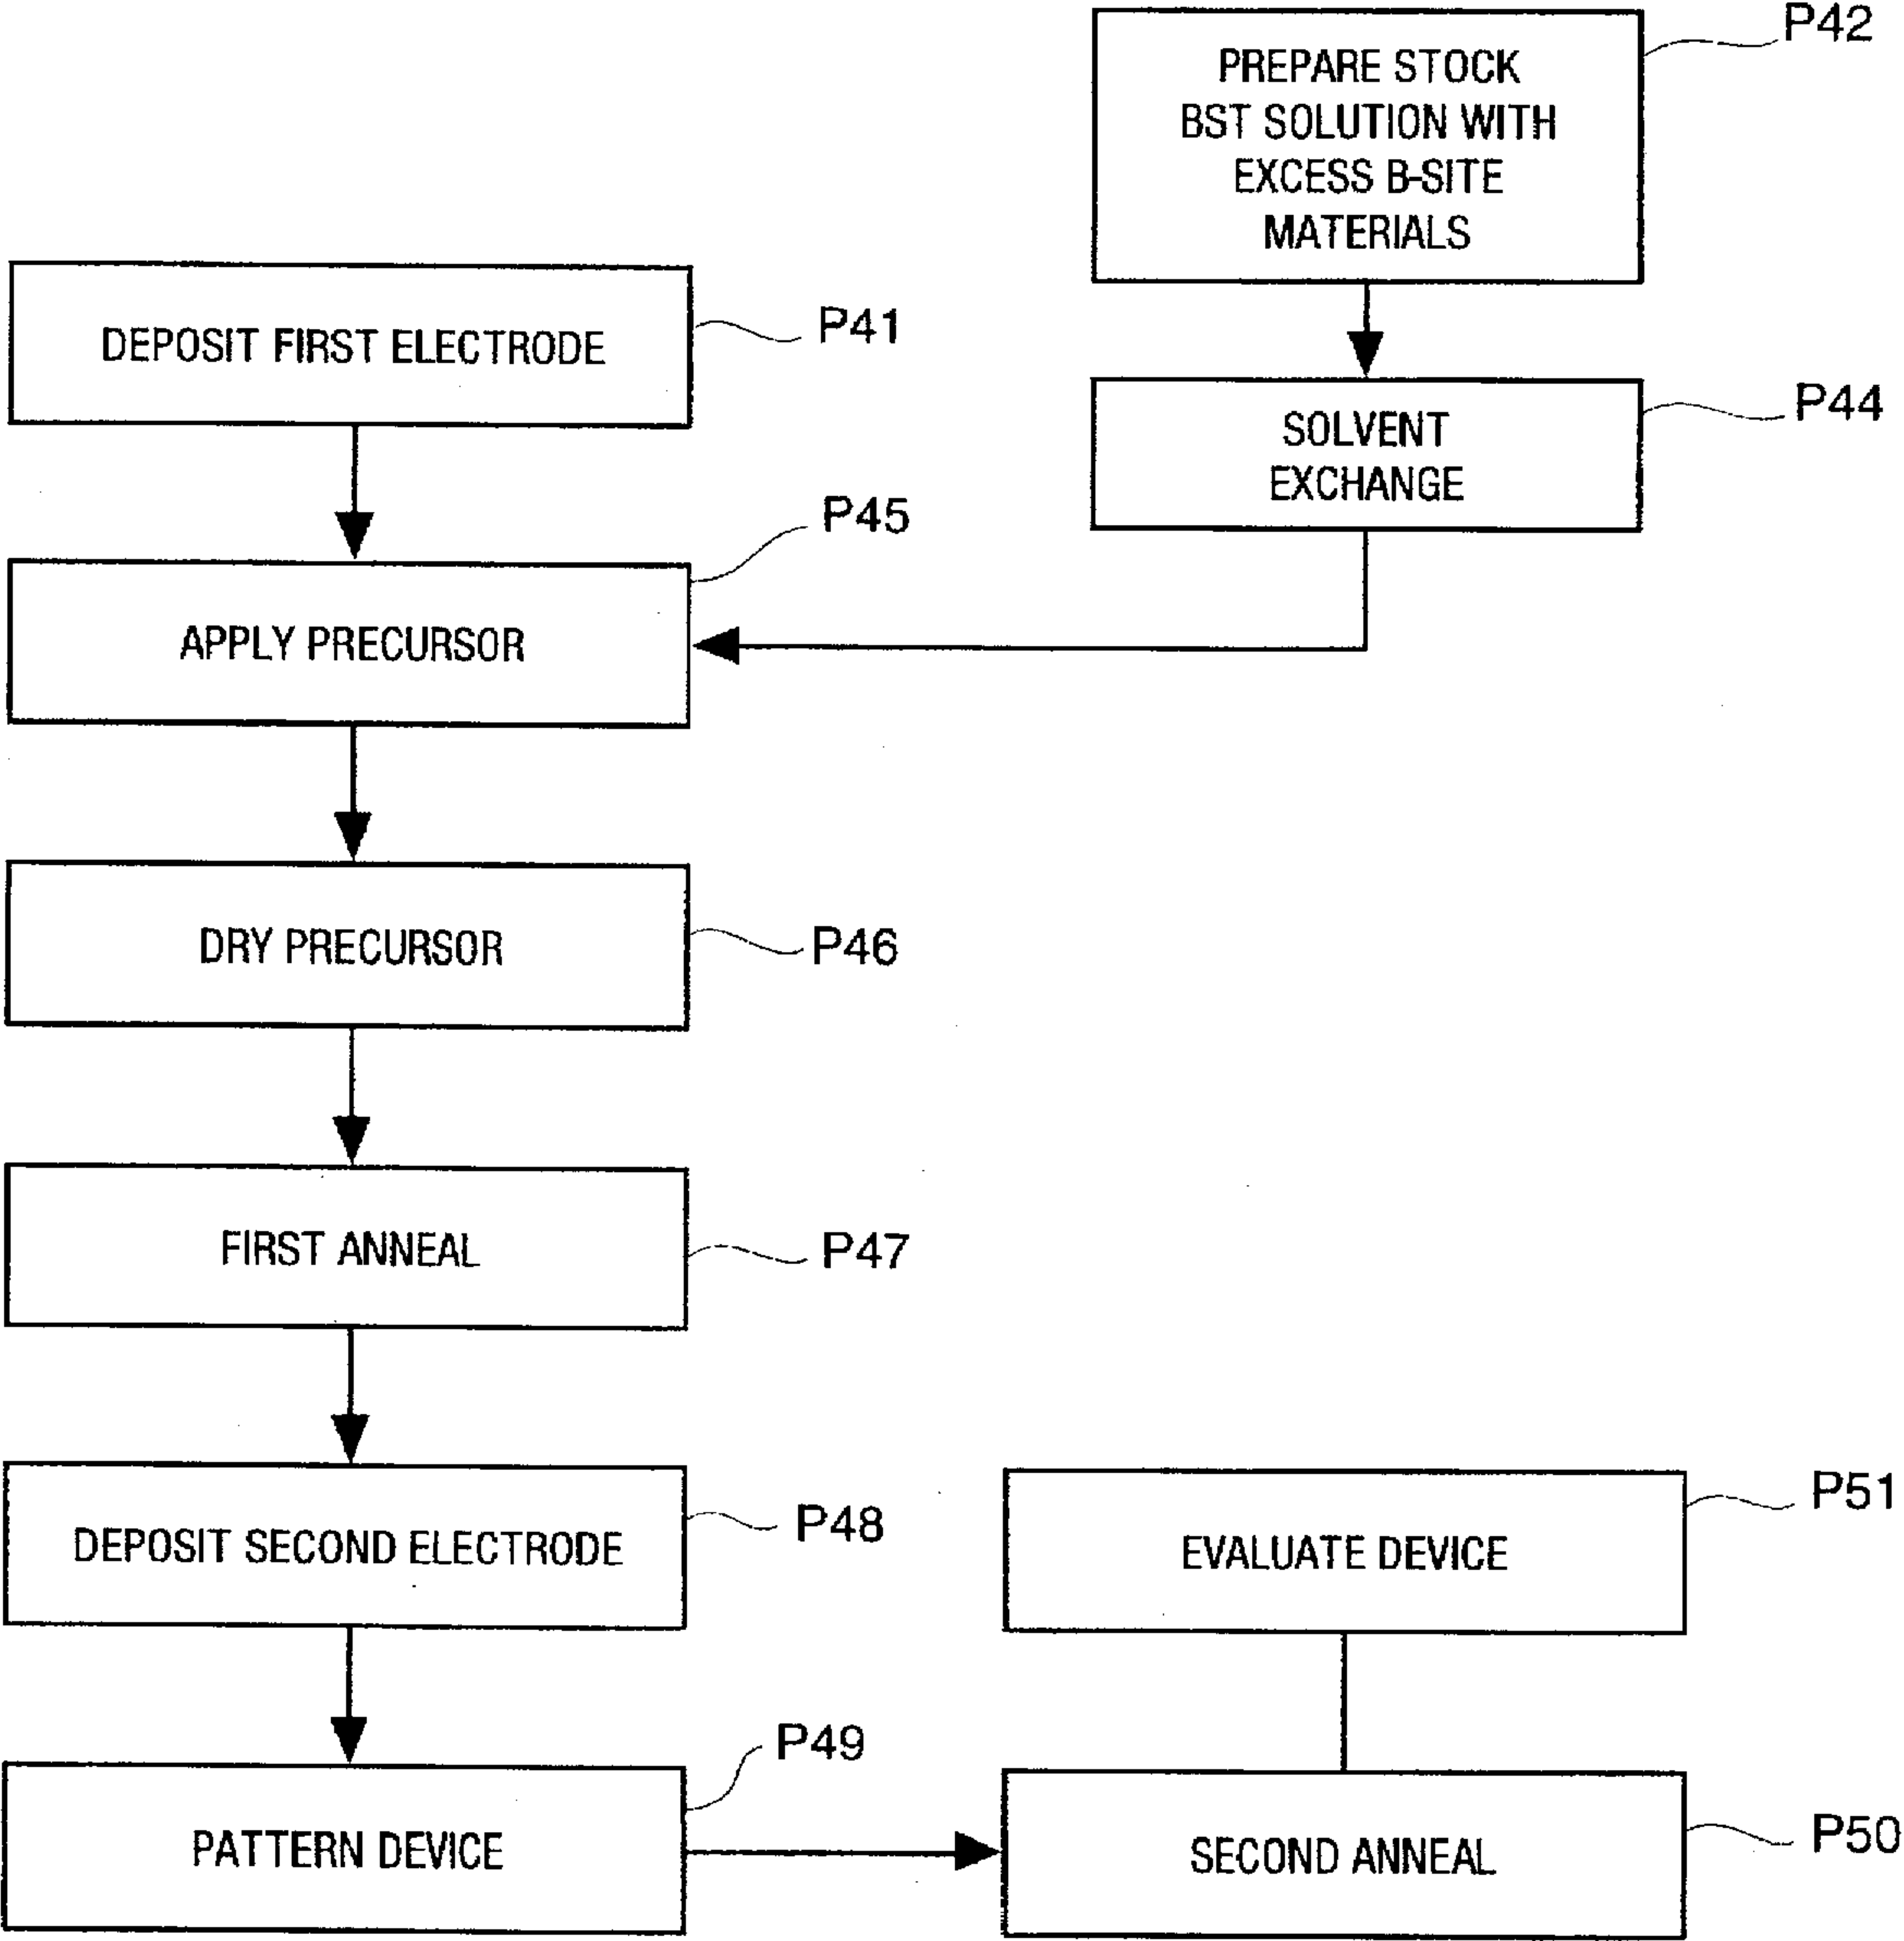 P42
PREPARE STOCK
BST SOLUTION WITH
EXCESS B-SITE
MATERIALS
DEPOSIT FIRST ELECTRODE
P41
SOLVENT
EXCHANGE
P44
P45
APPLY PRECURSOR
DRY PRECURSOR
P46
FIRST ANNEAL
P47
DEPOSIT SECOND ELECTRODE
P48
EVALUATE DEVICE
P51
P49
PATTERN DEVICE
SECOND ANNEAL
P50